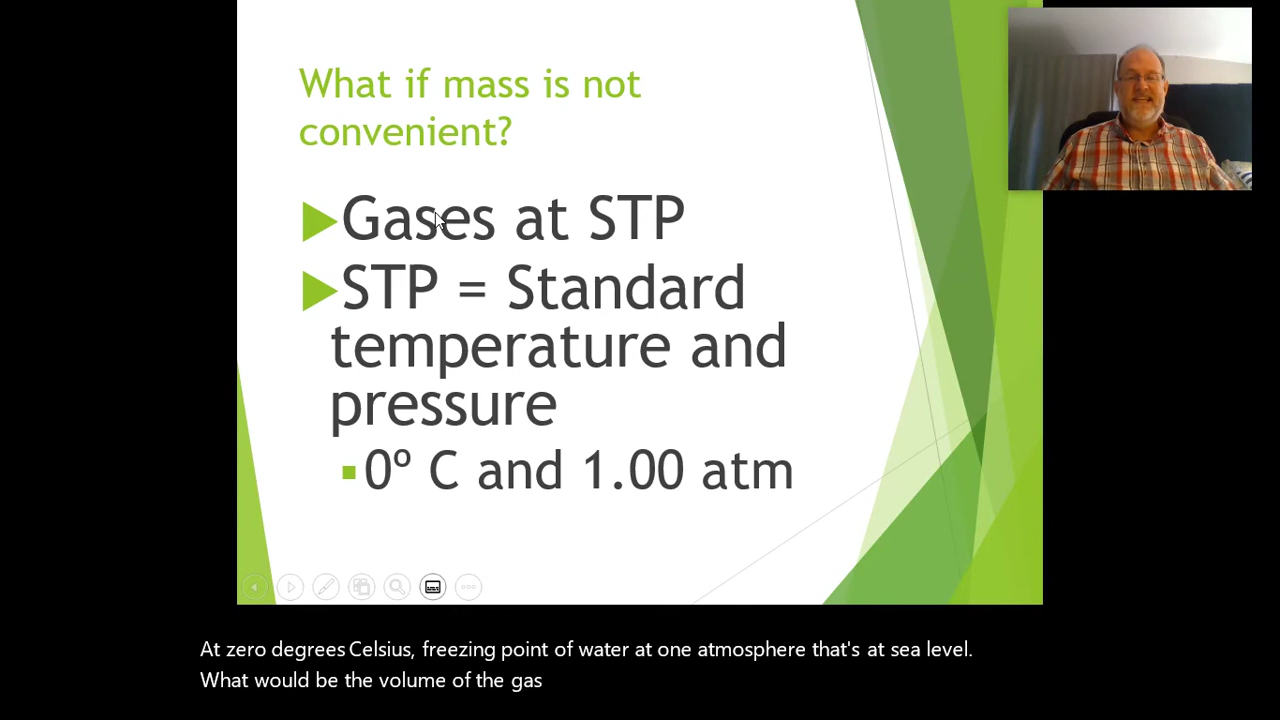 What if mass is not
convenient?
Gases at STP
STP = Standard
temperature and
pressure
0º C and 1.00 atm
At zero degrees Celsius, freezing point of water at one atmosphere that's at sea level.
What would be the volume of the gas